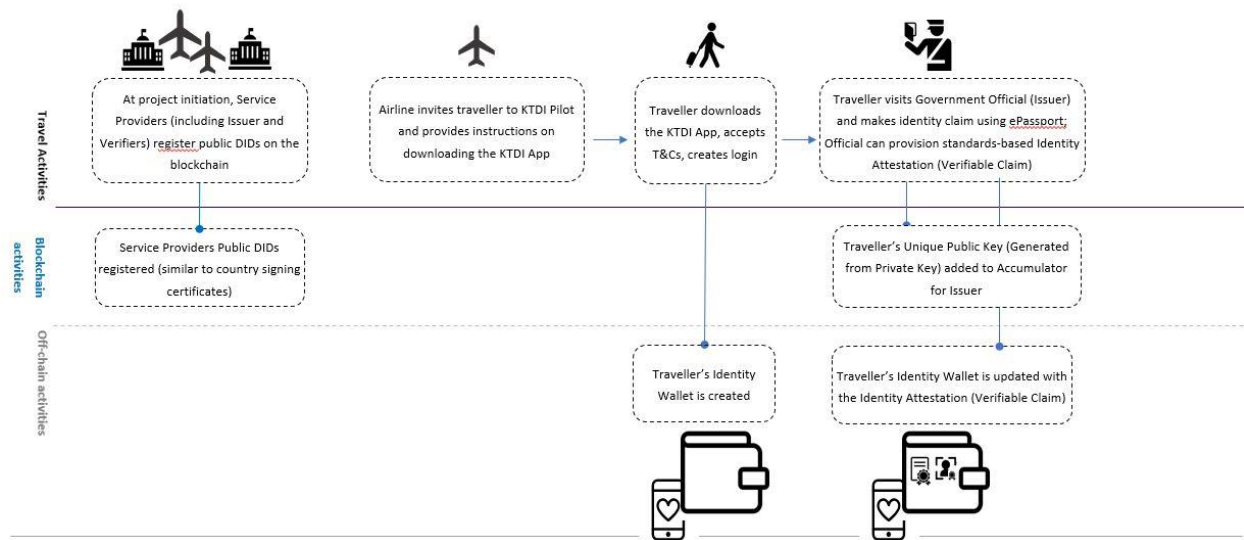 Travel Activities
At project initiation, Service
Providers (including Issuer and
Verifiers) register public DIDs on the
blockchain
Airline invites traveller to KTDI Pilot
and provides instructions on
downloading the KTDI App
Traveller downloads
the KTDI App, accepts
T&Cs, creates login
Traveller visits Government Official (Issuer)
and makes identity claim using ePassport;
Official can provision standards-based Identity
Attestation (Verifiable Claim)
Blockchain
activities
Service Providers Public DIDs
registered (similar to country signing
certificates)
Traveller's Unique Public Key (Generated
from Private Key) added to Accumulator
for Issuer
Off-chain activities
Traveller's Identity
Wallet is created
Traveller's Identity Wallet is updated with
the Identity Attestation (Verifiable Claim)